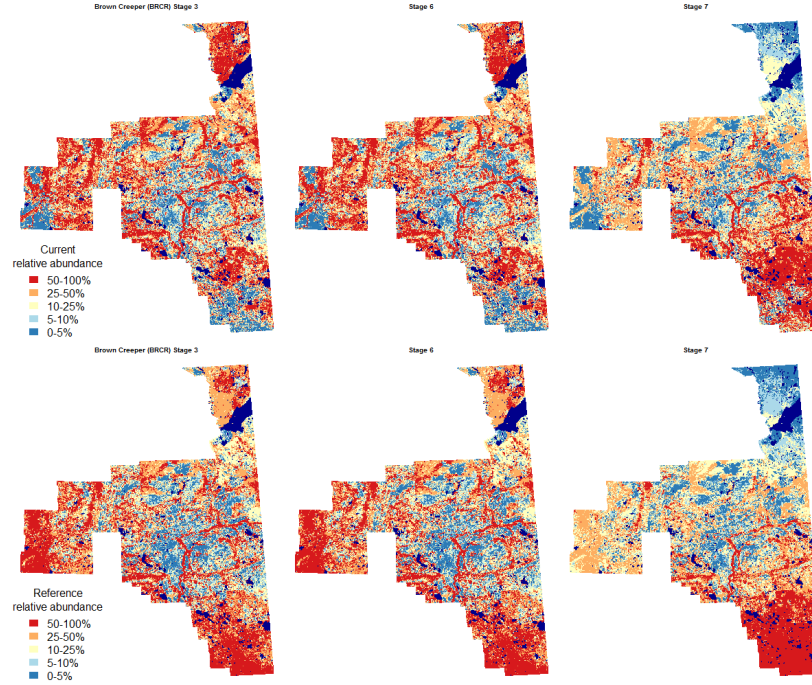 Brown Creeper (BRCR) Stage 3
Stage 6
Stage 7
Current
relative abundance
50-100%
25-50%
10-25%
5-10%
0-5%
Brown Creeper (BRCR) Stage 3
Stage 6
Stage 7
Reference
relative abundance
50-100%
25-50%
10-25%
5-10%
0-5%